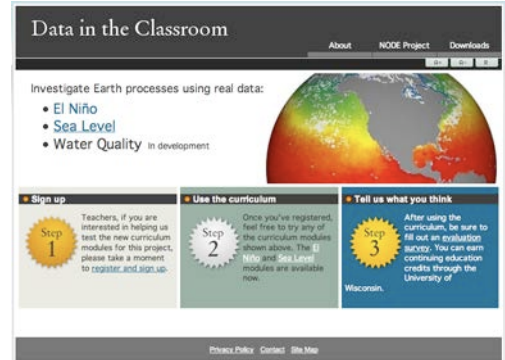 Data in the Classroom
About NODE Project Downloads
Investigate Earth processes using real data:
• El Niño
• Sea Level
• Water Quality In development
Sign up
Step
1
Teachers, if you are
interested in helping us
test the new curriculum
modules for this project,
please take a moment
to register and sign up.
Use the curriculum
Step
2
Once you've registered,
feel free to try any of
the curriculum modules
shown above. The El
Niño and Sea Level
modules are available
now.
Tell us what you think
Step
3
After using the
curriculum, be sure to
fill out an evaluation
survey. You can earn
continuing education
credits through the
University of
Wisconsin.
Privacy Policy Contact Site Map